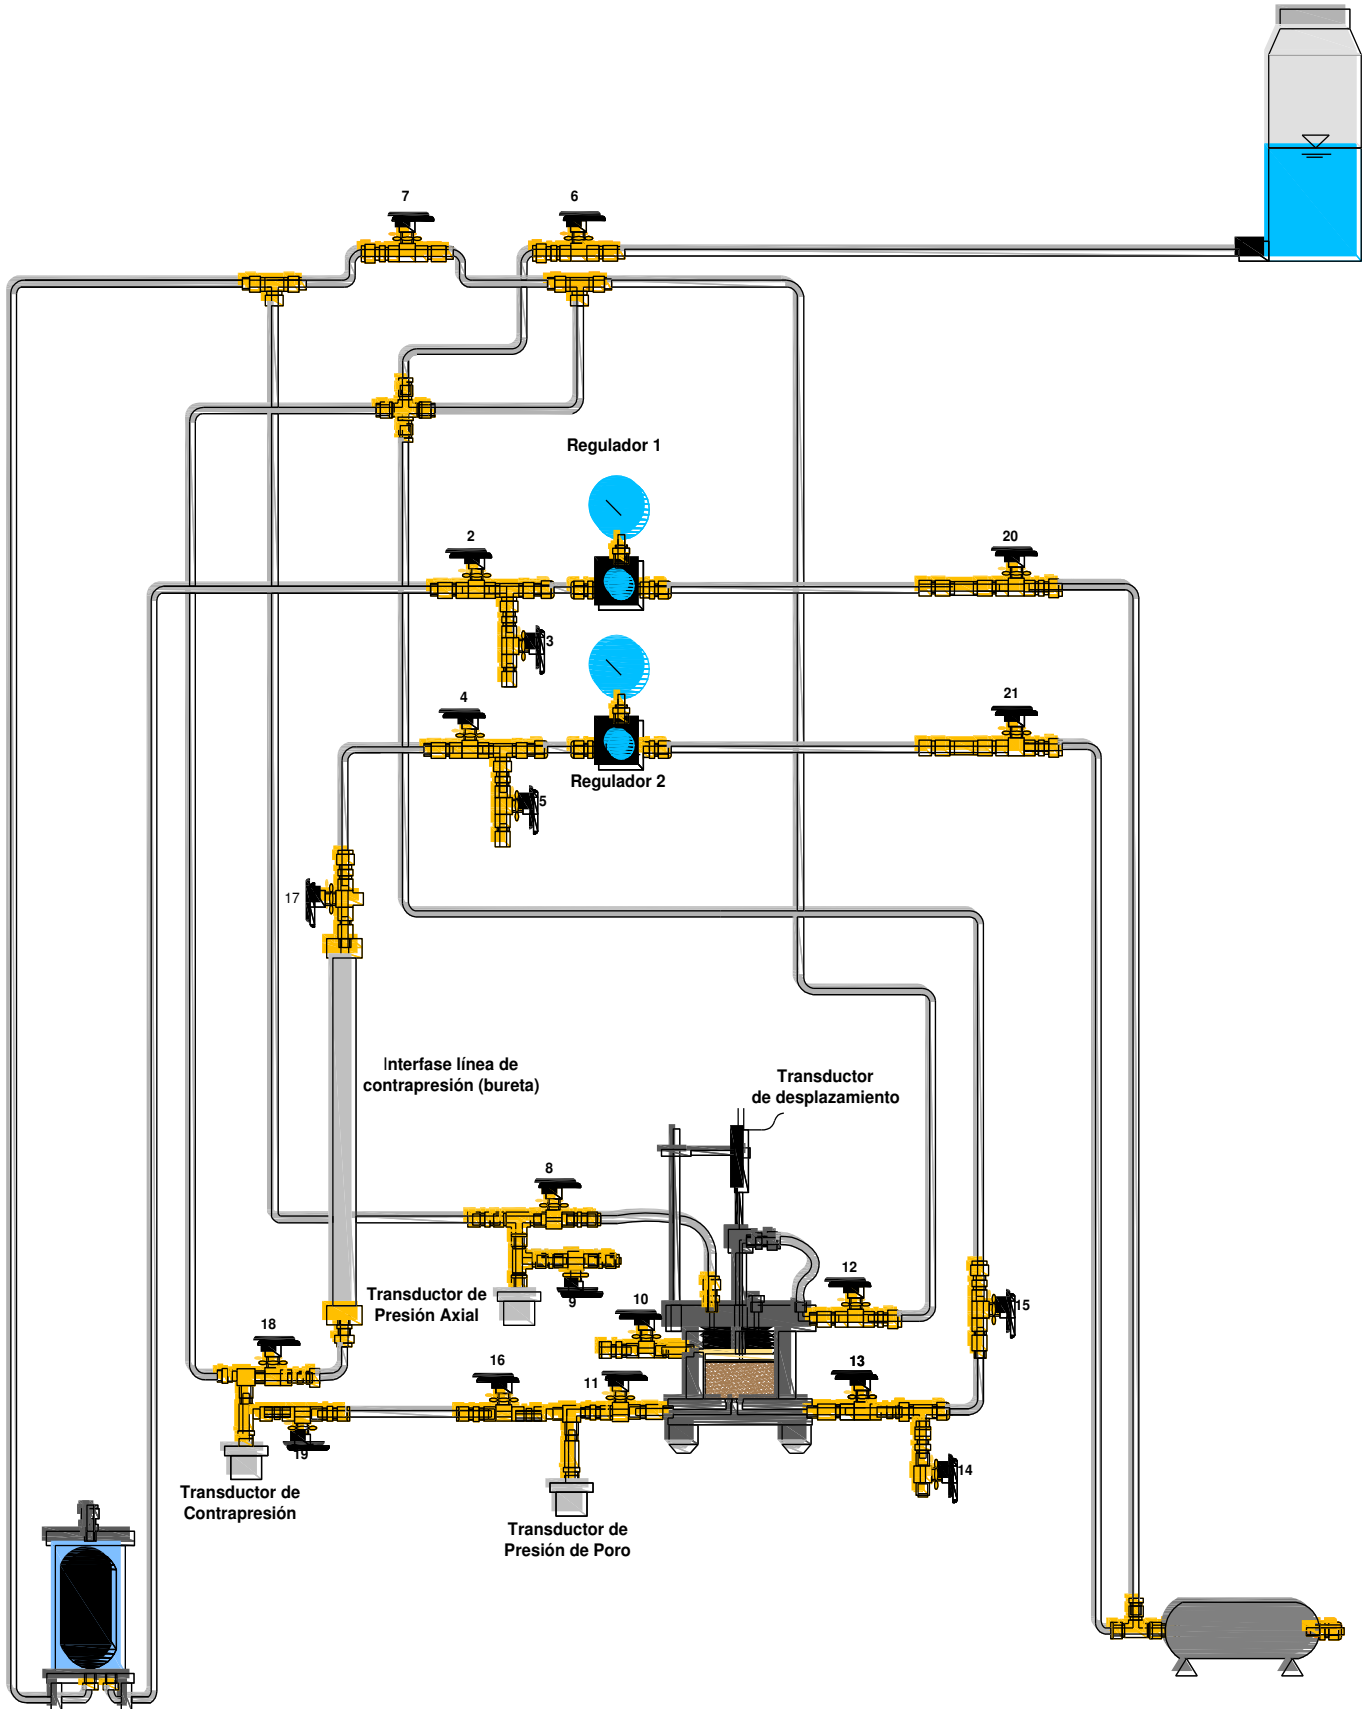 7
6
Regulador 1
2
20
3
4
21
Regulador 2
5
17
Interfase línea de
contrapresión (bureta)
Transductor
de desplazamiento
8
12
Transductor de
Presión Axial
9
10
15
18
16
11
13
19
14
Transductor de
Contrapresión
Transductor de
Presión de Poro